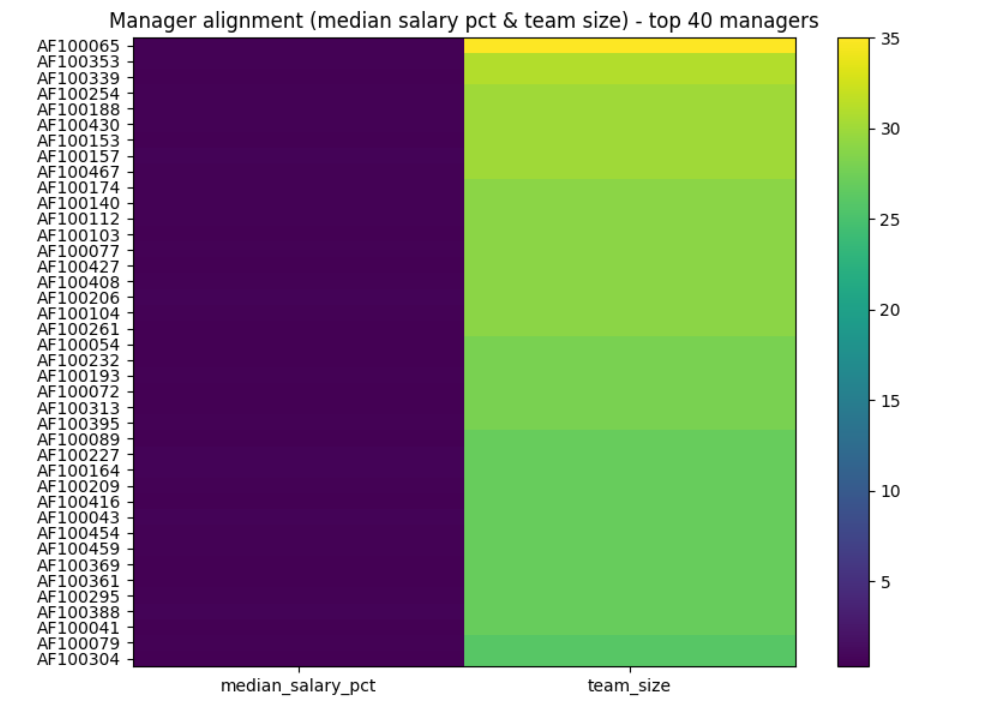 Manager alignment (median salary pct & team size) - top 40 managers
AF100065
AF100353
AF100339
AF100254
AF100188
AF100430
AF100153
AF100157
AF100467
AF100174
AF100140
AF100112
AF100103
AF100077
AF100427
AF100408
AF100206
AF100104
AF100261
AF100054
AF100232
AF100193
AF100072
AF100313
AF100395
AF100089
AF100227
AF100164
AF100209
AF100416
AF100043
AF100454
AF100459
AF100369
AF100361
AF100295
AF100388
AF100041
AF100079
AF100304
median_salary_pct
team_size
35
30
25
20
15
10
5